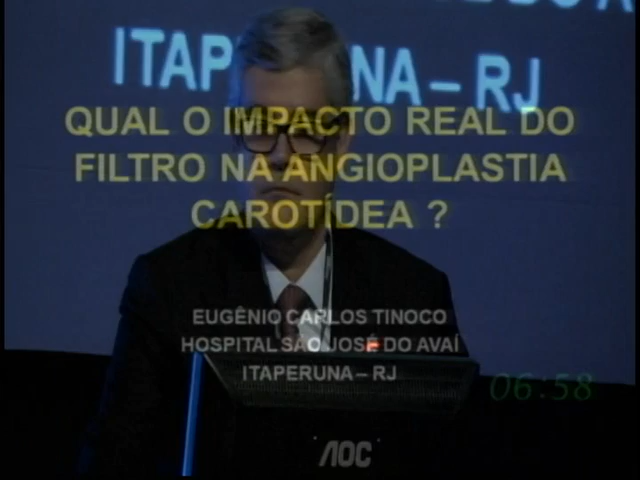 ITAPERUNA – RJ
QUAL O IMPACTO REAL DO
FILTRO NA ANGIOPLASTIA
CAROTÍDEA ?
EUGÊNIO CARLOS TINOCO
HOSPITAL SÃO JOSÉ DO AVAÍ
ITAPERUNA – RJ
06:58
AOC